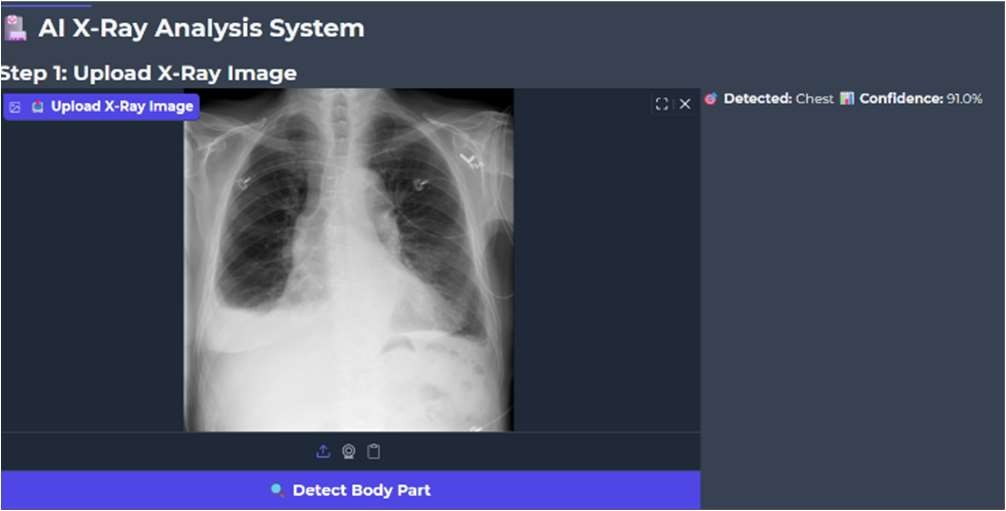 AI X-Ray Analysis System
Step 1: Upload X-Ray Image
Upload X-Ray Image
Detected: Chest Confidence: 91.0%
Detect Body Part